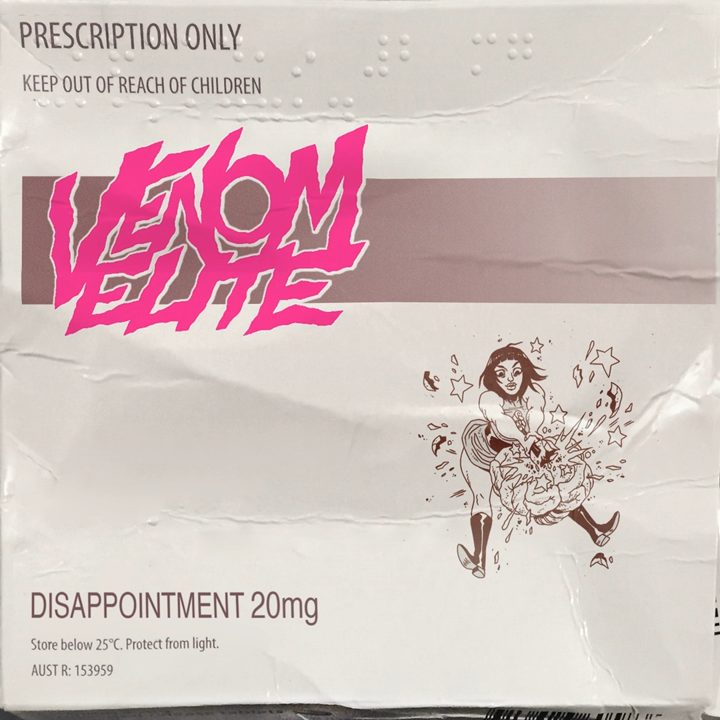 PRESCRIPTION ONLY
KEEP OUT OF REACH OF CHILDREN
VENOM
ELITE
DISAPPOINTMENT 20mg
Store below 25°C. Protect from light.
AUST R: 153959